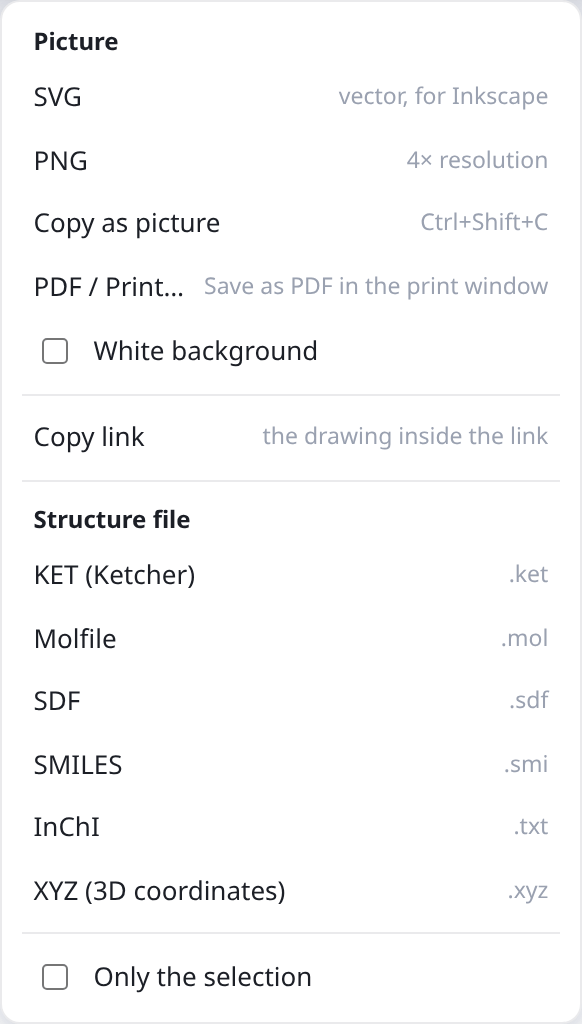 Picture
SVG vector, for Inkscape
PNG 4× resolution
Copy as picture Ctrl+Shift+C
PDF / Print... Save as PDF in the print window
White background
Copy link the drawing inside the link
Structure file
KET (Ketcher) .ket
Molfile .mol
SDF .sdf
SMILES .smi
InChI .txt
XYZ (3D coordinates) .xyz
Only the selection